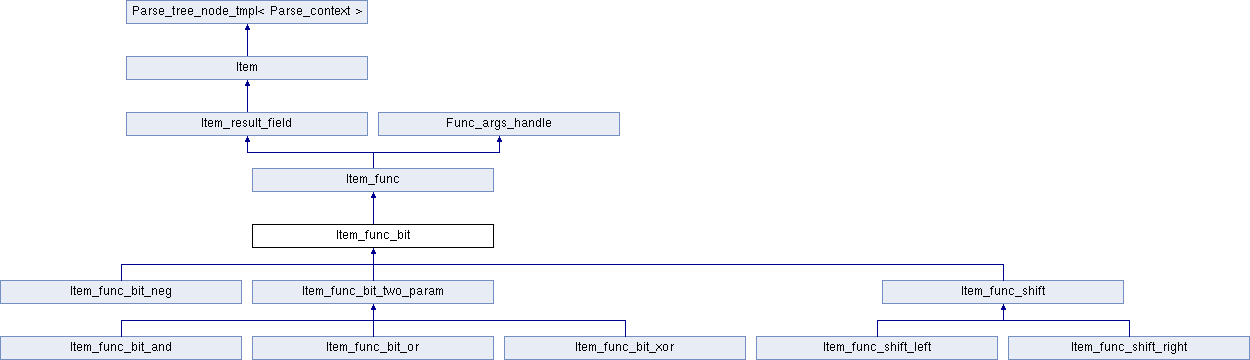 Parse_tree_node_tmpl< Parse_context >
Item
Item_result_field
Func_args_handle
Item_func
Item_func_bit
Item_func_bit_neg
Item_func_bit_two_param
Item_func_shift
Item_func_bit_and
Item_func_bit_or
Item_func_bit_xor
Item_func_shift_left
Item_func_shift_right